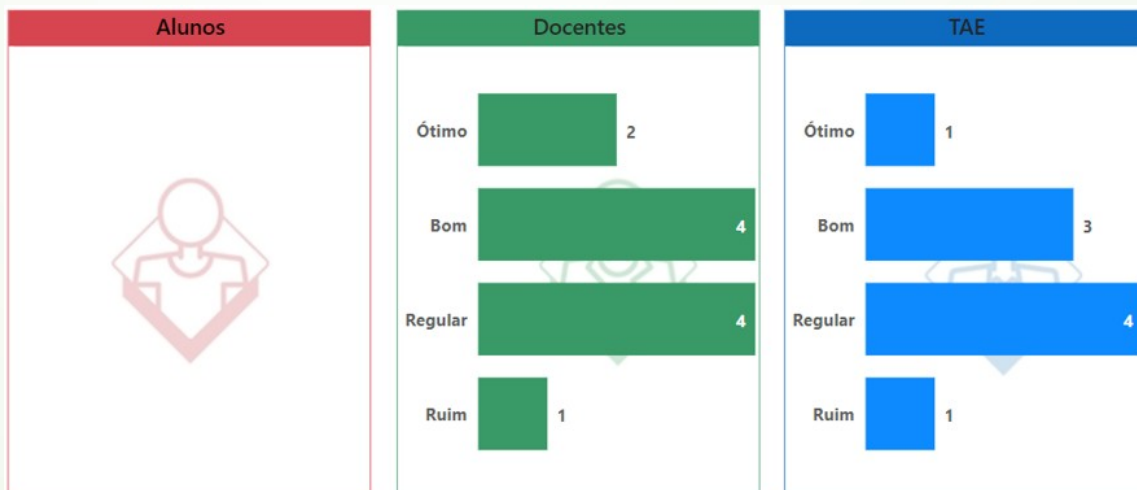 Alunos
Docentes
Ótimo 2
Bom 4
Regular 4
Ruim 1
TAE
Ótimo 1
Bom 3
Regular 4
Ruim 1